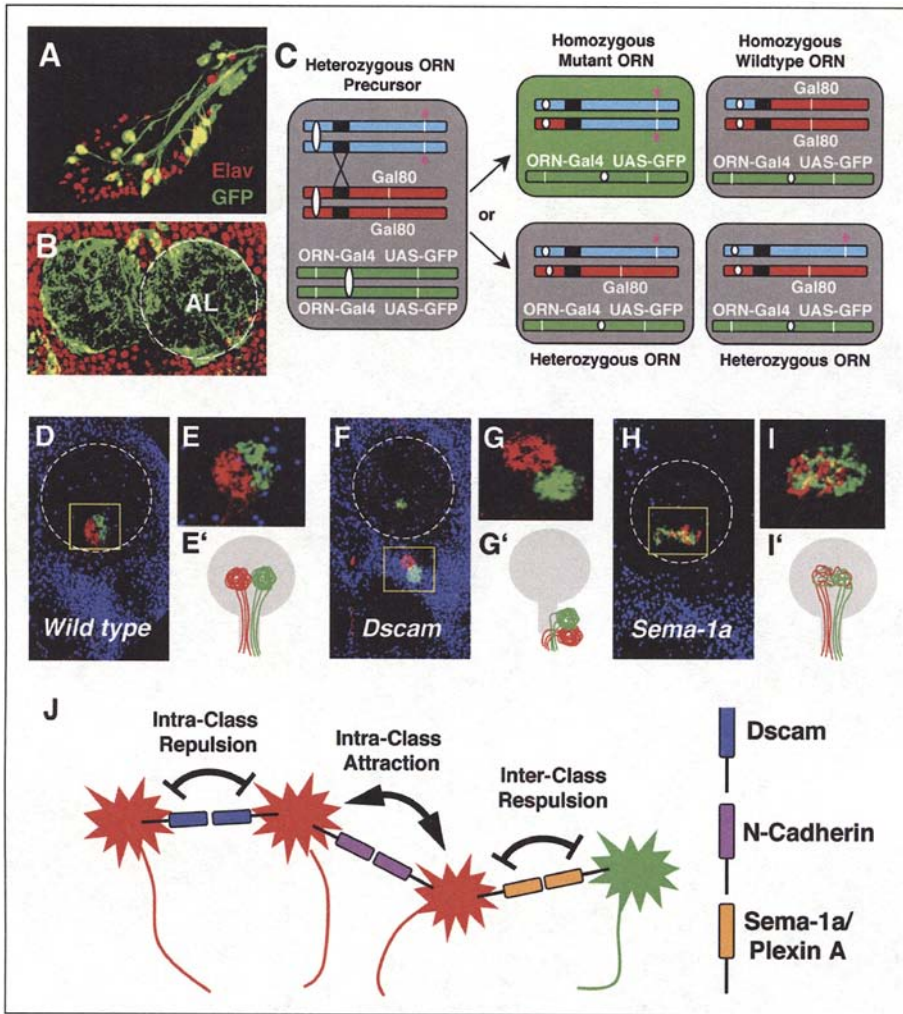 A
Elav
GFP
B
AL
C
Heterozygous ORN
Precursor
Gal80
Gal80
ORN-Gal4 UAS-GFP
ORN-Gal4 UAS-GFP
or
Homozygous
Mutant ORN
ORN-Gal4 UAS-GFP
Homozygous
Wildtype ORN
Gal80
Gal80
ORN-Gal4 UAS-GFP
Gal80
ORN-Gal4 UAS-GFP
Heterozygous ORN
Gal80
ORN-Gal4 UAS-GFP
Heterozygous ORN
D
Wild type
E
E'
F
Dscam
G
G'
H
Sema-1a
I
I'
J
Intra-Class
Repulsion
Intra-Class
Attraction
Inter-Class
Respulsion
Dscam
N-Cadherin
Sema-1a/
Plexin A